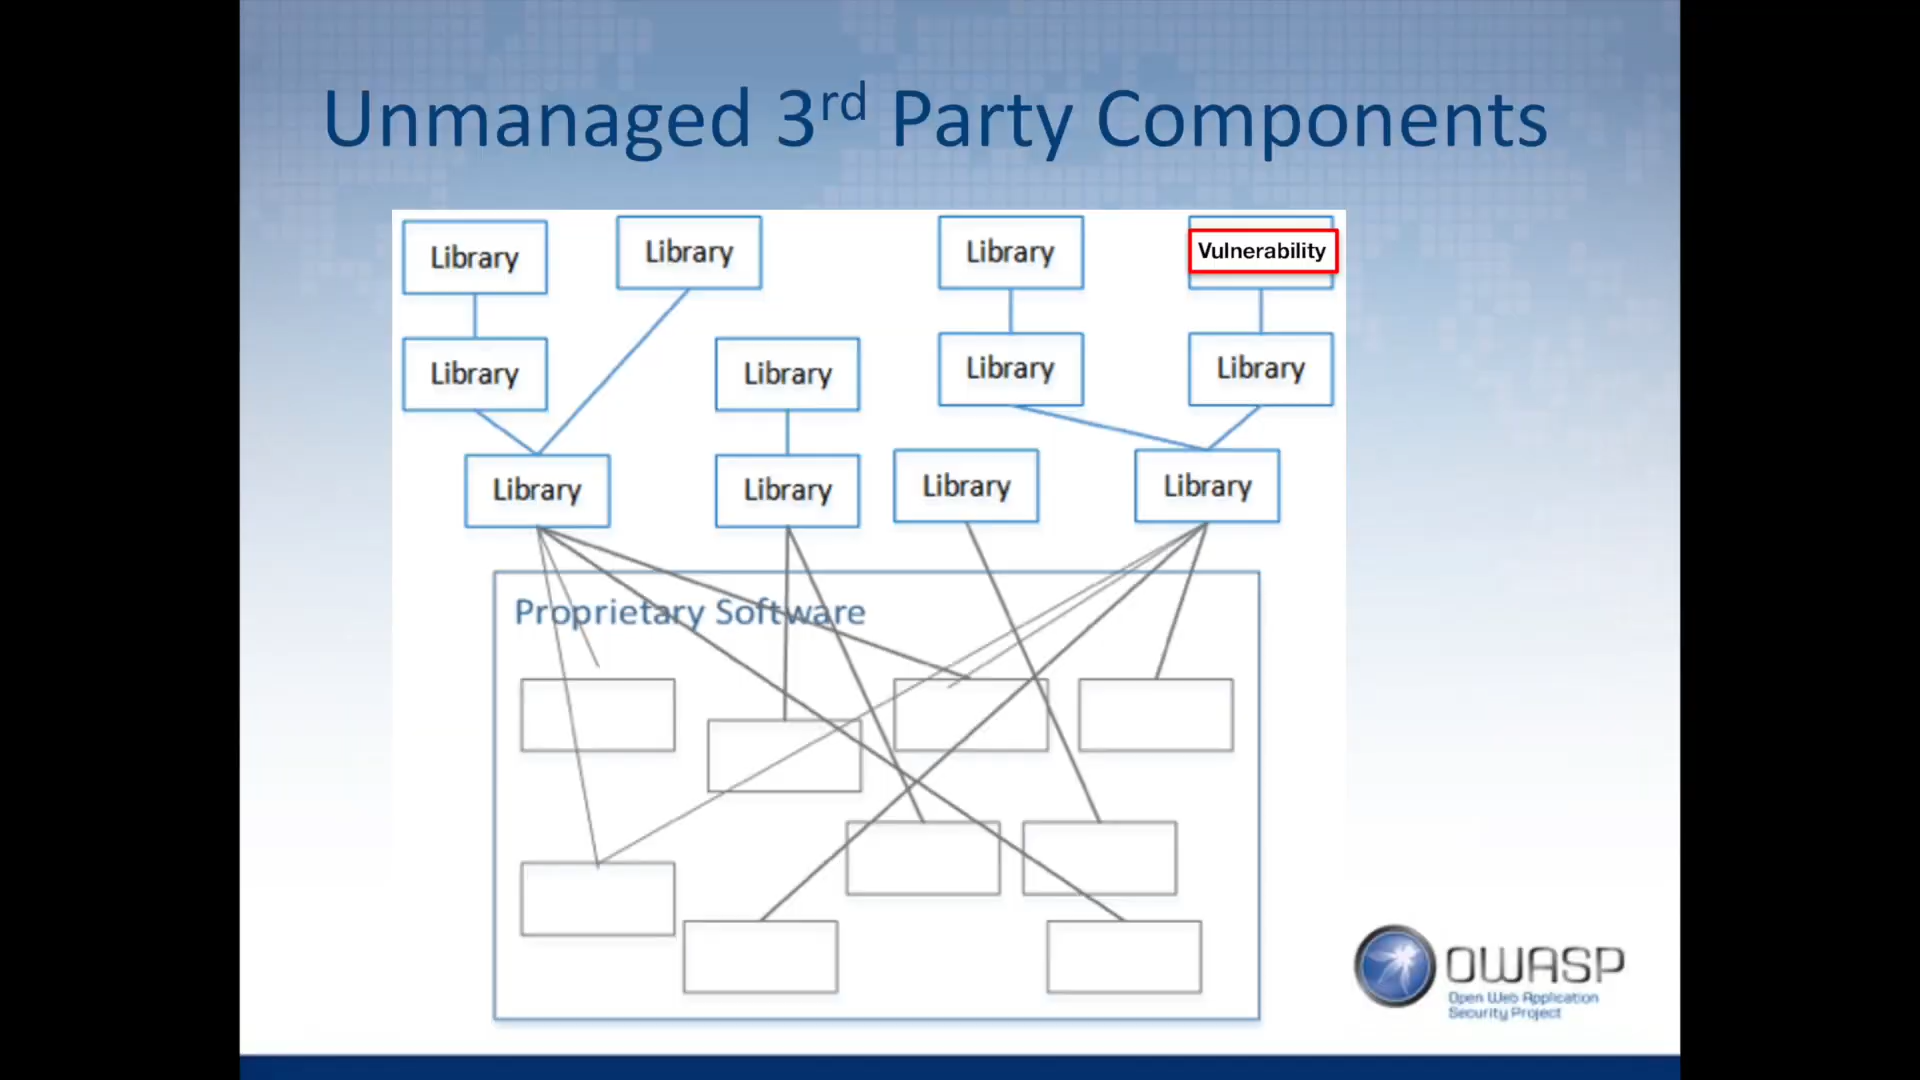 Unmanaged 3rd Party Components
Library
Library
Library
Vulnerability
Library
Library
Library
Library
Library
Library
Library
Library
Proprietary Software
OWASP
Open Web Application
Security Project